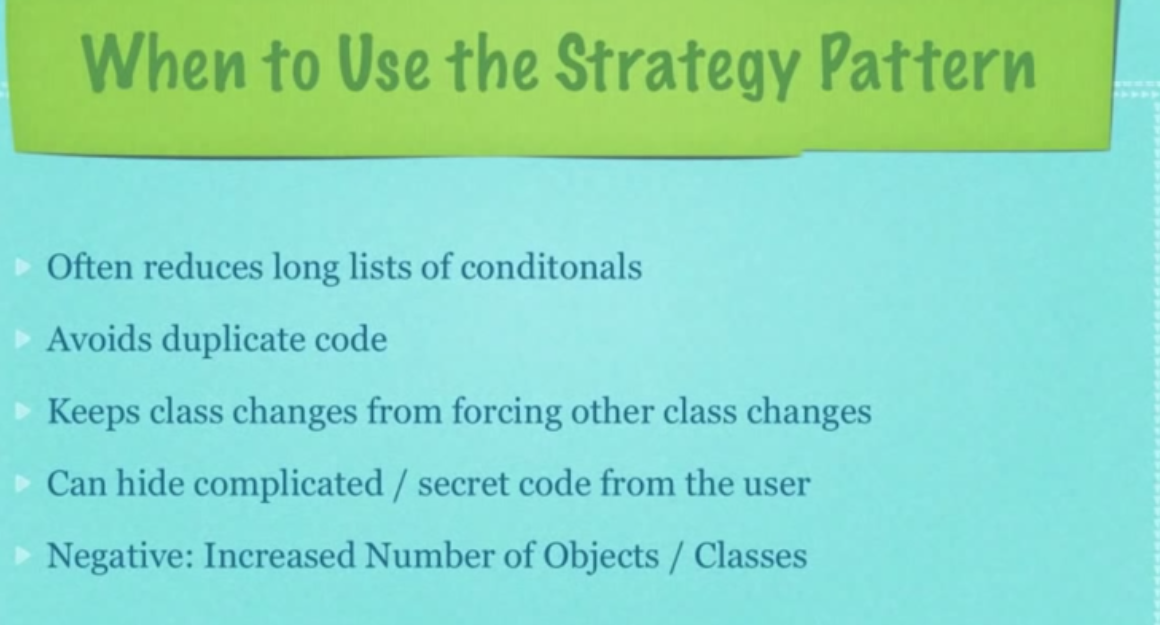 When to Use the Strategy Pattern
Often reduces long lists of conditonals
Avoids duplicate code
Keeps class changes from forcing other class changes
Can hide complicated / secret code from the user
Negative: Increased Number of Objects / Classes